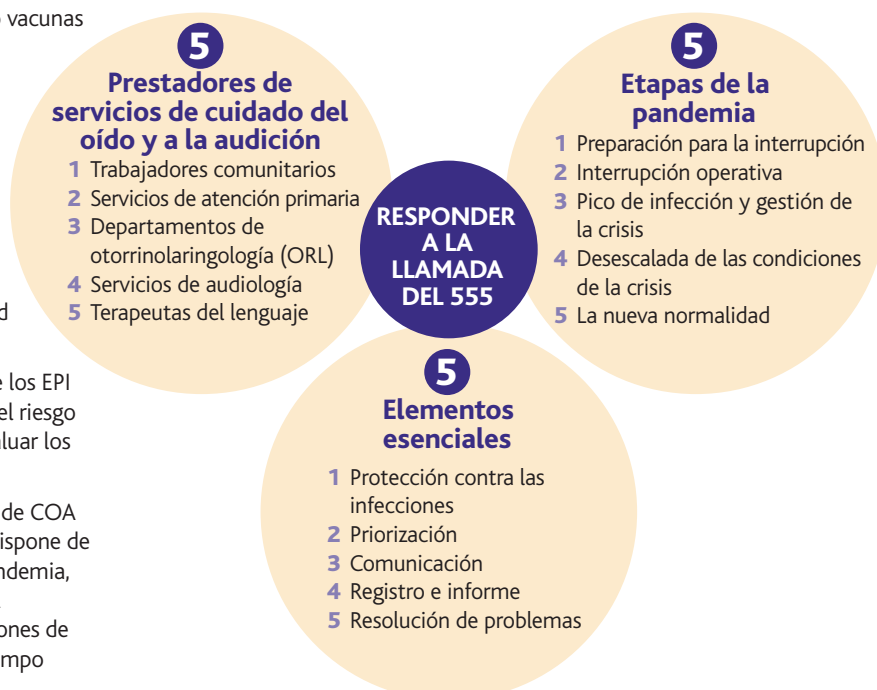 vacunas
5
Prestadores de
servicios de cuidado del
oído y a la audición
1 Trabajadores comunitarios
2 Servicios de atención primaria
3 Departamentos de
otorrinolaringología (ORL)
4 Servicios de audiología
5 Terapeutas del lenguaje
5
Etapas de la
pandemia
1 Preparación para la interrupción
2 Interrupción operativa
3 Pico de infección y gestión de
la crisis
4 Desescalada de las condiciones
de la crisis
5 La nueva normalidad
RESPONDER
A LA
LLAMADA
DEL 555
5
Elementos
esenciales
1 Protección contra las
infecciones
2 Priorización
3 Comunicación
4 Registro e informe
5 Resolución de problemas
los EPI
el riesgo
los
de COA
de
de